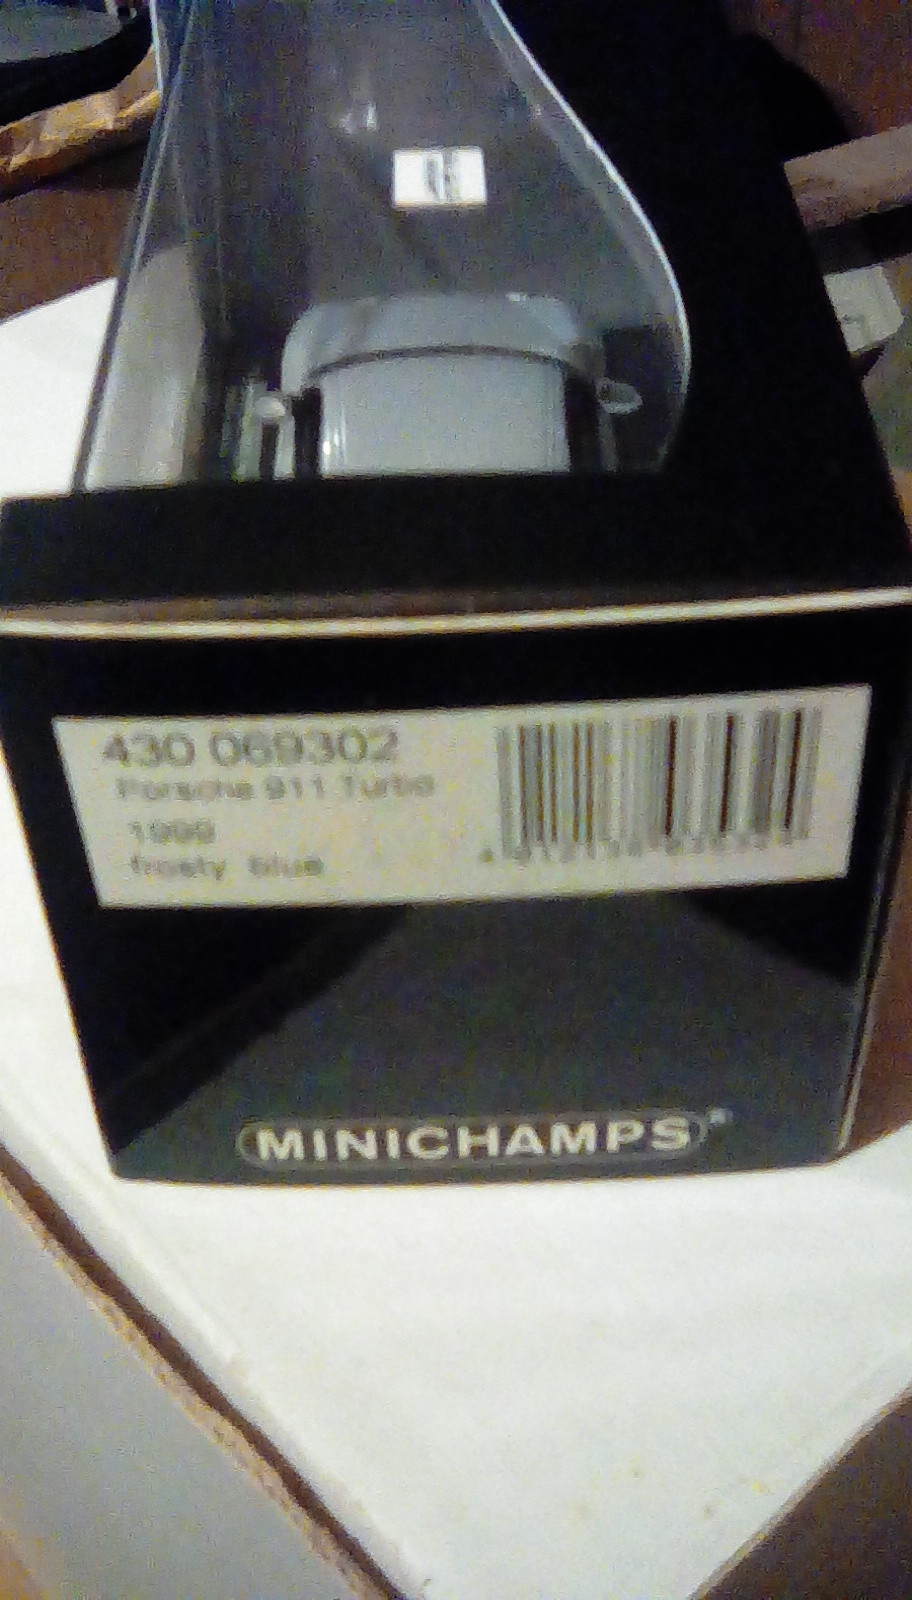 430 069302
Porsche 911 Turbo
1999
frosty blue
MINICHAMPS®